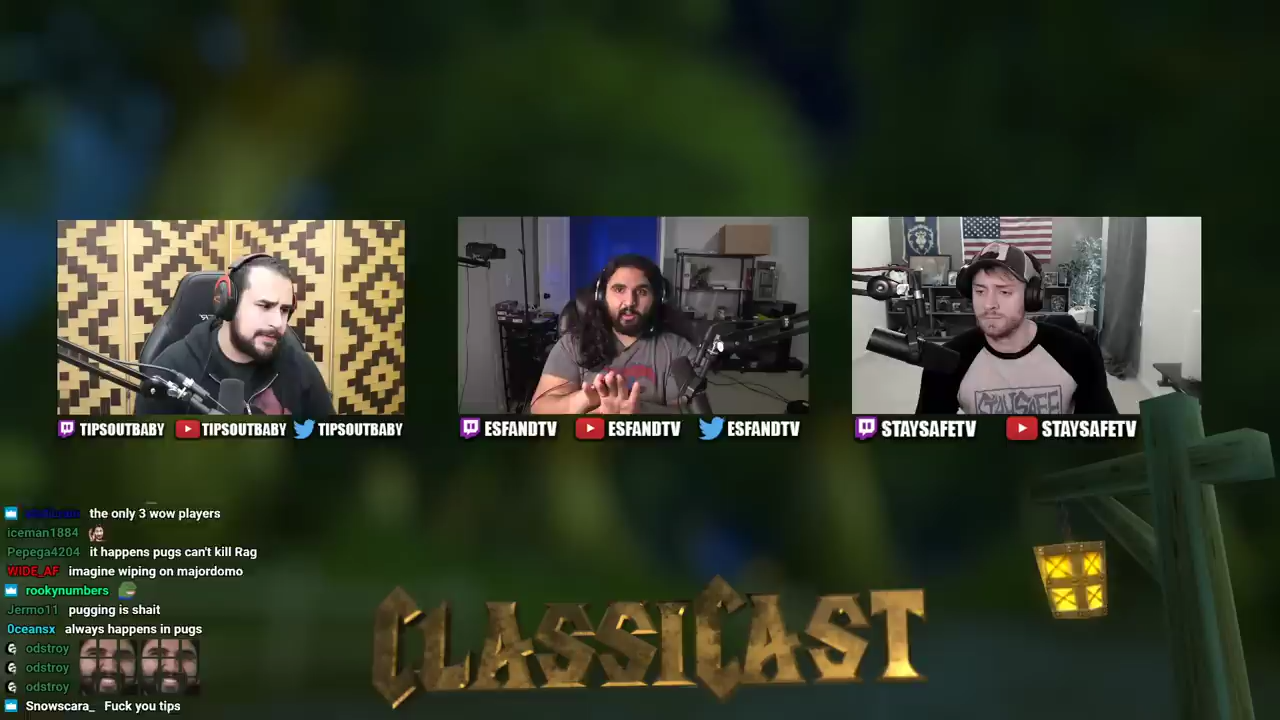 TIPSOUTBABY TIPSOUTBABY TIPSOUTBABY
ESFANDTV ESFANDTV ESFANDTV
STAYSAFETV STAYSAFETV
the only 3 wow players
iceman1884
Pepega4204 it happens pugs can't kill Rag
WIDE_AF imagine wiping on majordomo
rookynumbers
Jermo11 pugging is shait
0ceansx always happens in pugs
odstroy
odstroy
odstroy
Snowscara_ Fuck you tips
CLASSICAST